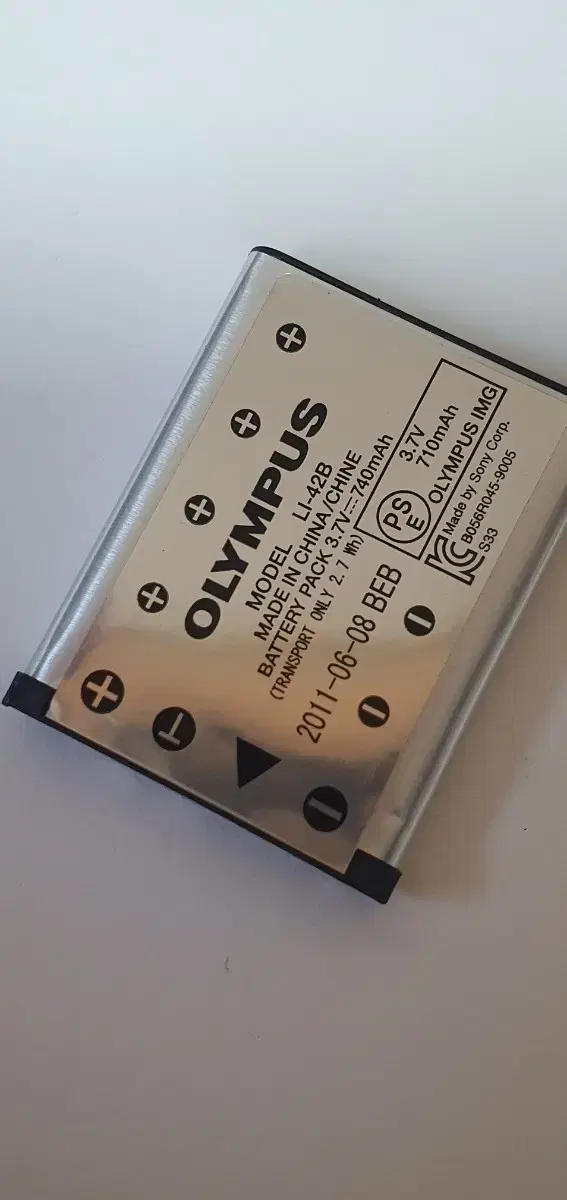 OLYMPUS
MODEL LI-42B
MADE IN CHINA/CHINE
BATTERY PACK 3.7V⎓740mAh
(TRANSPORT ONLY 2.7 Wh)
2011-06-08 BEB
PS
E
3.7V
710mAh
OLYMPUS IMG
Made by Sony Corp.
B056R045-9005
S33
T